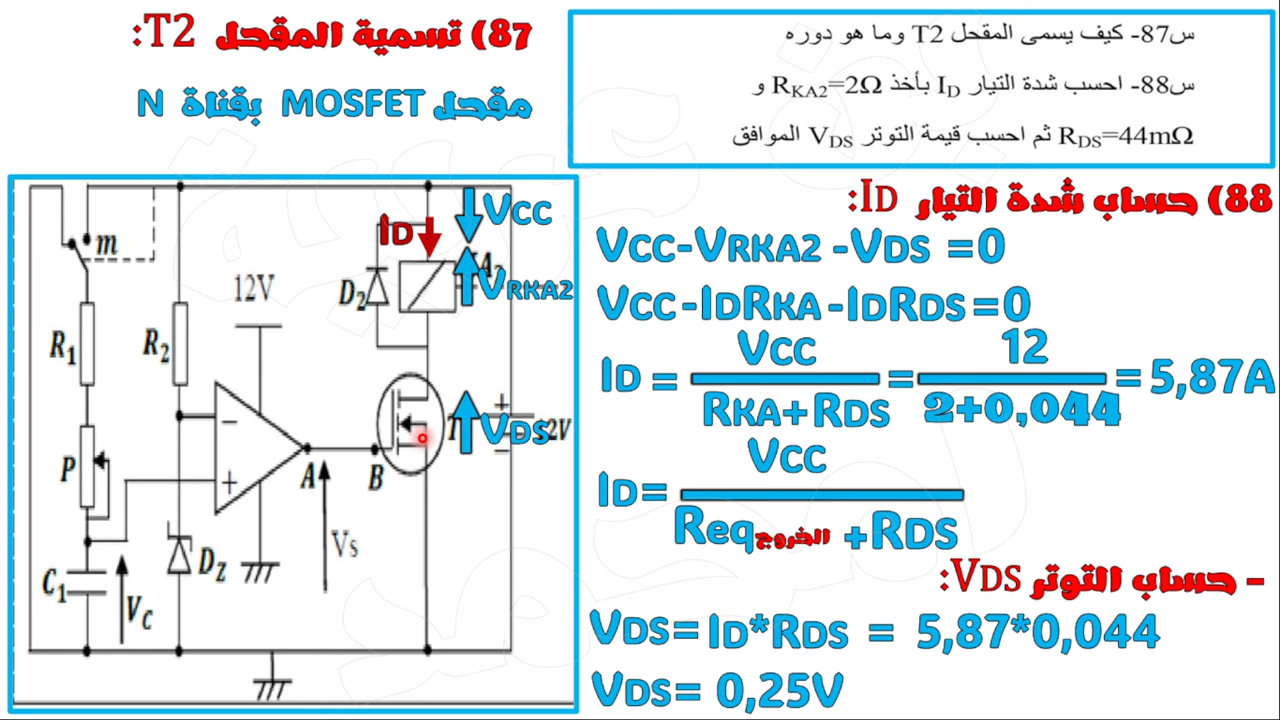 س87- كيف يسمى المقحل T2 وما هو دوره
س88- احسب شدة التيار ID بأخذ RKA2=2Ω و
RDS=44mΩ ثم احسب قيمة التوتر VDS الموافق
87) تسمية المقحل T2:
مقحل MOSFET بقناة N
88) حساب شدة التيار ID:
VCC-VRKA2 -VDS =0
VCC-IDRKA -IDRDS =0
ID = VCC / RKA+RDS = 12 / 2+0,044 = 5,87A
ID= VCC / Reqالخروج +RDS
- حساب التوتر VDS:
VDS= ID*RDS = 5,87*0,044
VDS= 0,25V
m
R1
P
C1
VC
R2
DZ
12V
-
+
A
Vs
B
D2
ID
VCC
VRKA2
VDS
+
-